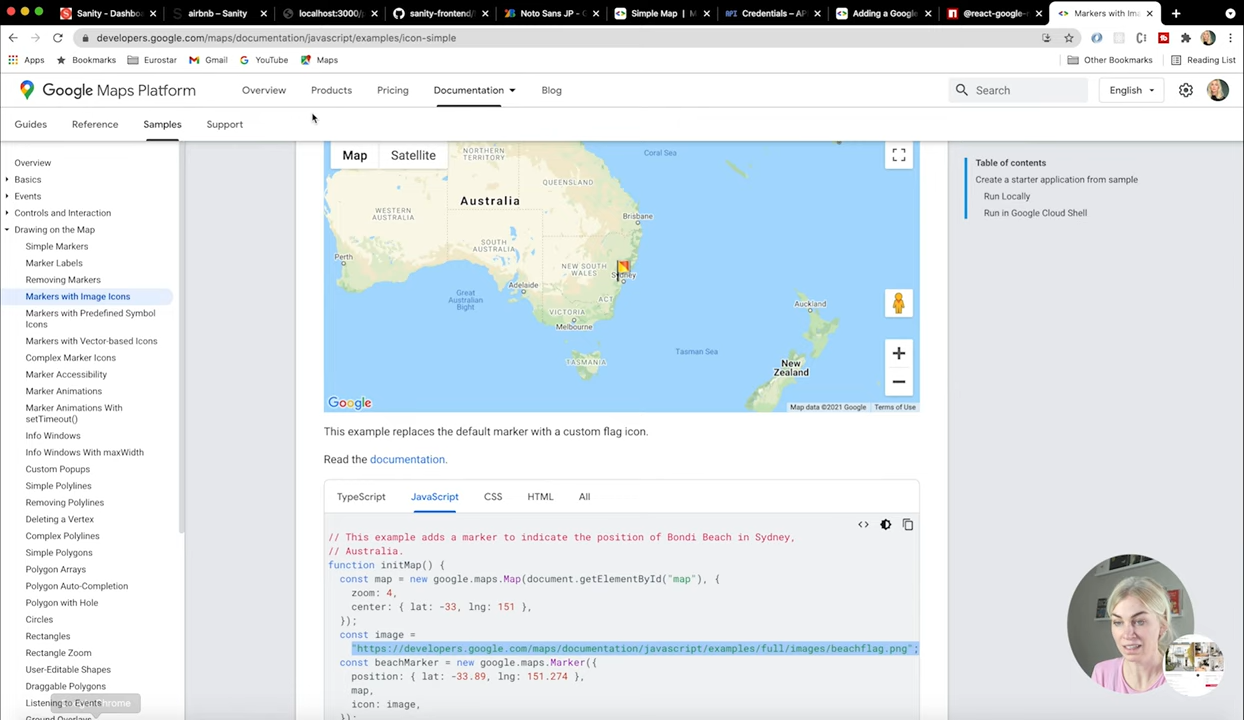 Sanity - Dashbo
airbnb – Sanity
localhost:3000/
sanity-frontend/
Noto Sans JP - G
Simple Map | M
Credentials – AP
Adding a Google
@react-google-
Markers with Ima
developers.google.com/maps/documentation/javascript/examples/icon-simple
Apps
Bookmarks
Eurostar
Gmail
YouTube
Maps
Other Bookmarks
Reading List
Google Maps Platform
Overview
Products
Pricing
Documentation
Blog
Search
English
Guides
Reference
Samples
Support
Overview
Basics
Events
Controls and Interaction
Drawing on the Map
Simple Markers
Marker Labels
Removing Markers
Markers with Image Icons
Markers with Predefined Symbol
Icons
Markers with Vector-based Icons
Complex Marker Icons
Marker Accessibility
Marker Animations
Marker Animations With
setTimeout()
Info Windows
Info Windows With maxWidth
Custom Popups
Simple Polylines
Removing Polylines
Deleting a Vertex
Complex Polylines
Simple Polygons
Polygon Arrays
Polygon Auto-Completion
Polygon with Hole
Circles
Rectangles
Rectangle Zoom
User-Editable Shapes
Draggable Polygons
Listening to Events
Ground Overlays
Map
Satellite
NORTHERN
TERRITORY
Coral Sea
QUEENSLAND
Australia
WESTERN
AUSTRALIA
Brisbane
SOUTH
AUSTRALIA
Perth
NEW SOUTH
WALES
Sydney
Great
Australian
Bight
Adelaide
ACT
VICTORIA
Melbourne
Auckland
Tasman Sea
TASMANIA
New
Zealand
Google
Map data ©2021 Google
Terms of Use
This example replaces the default marker with a custom flag icon.
Read the documentation.
TypeScript
JavaScript
CSS
HTML
All
// This example adds a marker to indicate the position of Bondi Beach in Sydney,
// Australia.
function initMap() {
const map = new google.maps.Map(document.getElementById("map"), {
zoom: 4,
center: { lat: -33, lng: 151 },
});
const image =
"https://developers.google.com/maps/documentation/javascript/examples/full/images/beachflag.png";
const beachMarker = new google.maps.Marker({
position: { lat: -33.89, lng: 151.274 },
map,
icon: image,
});
Table of contents
Create a starter application from sample
Run Locally
Run in Google Cloud Shell